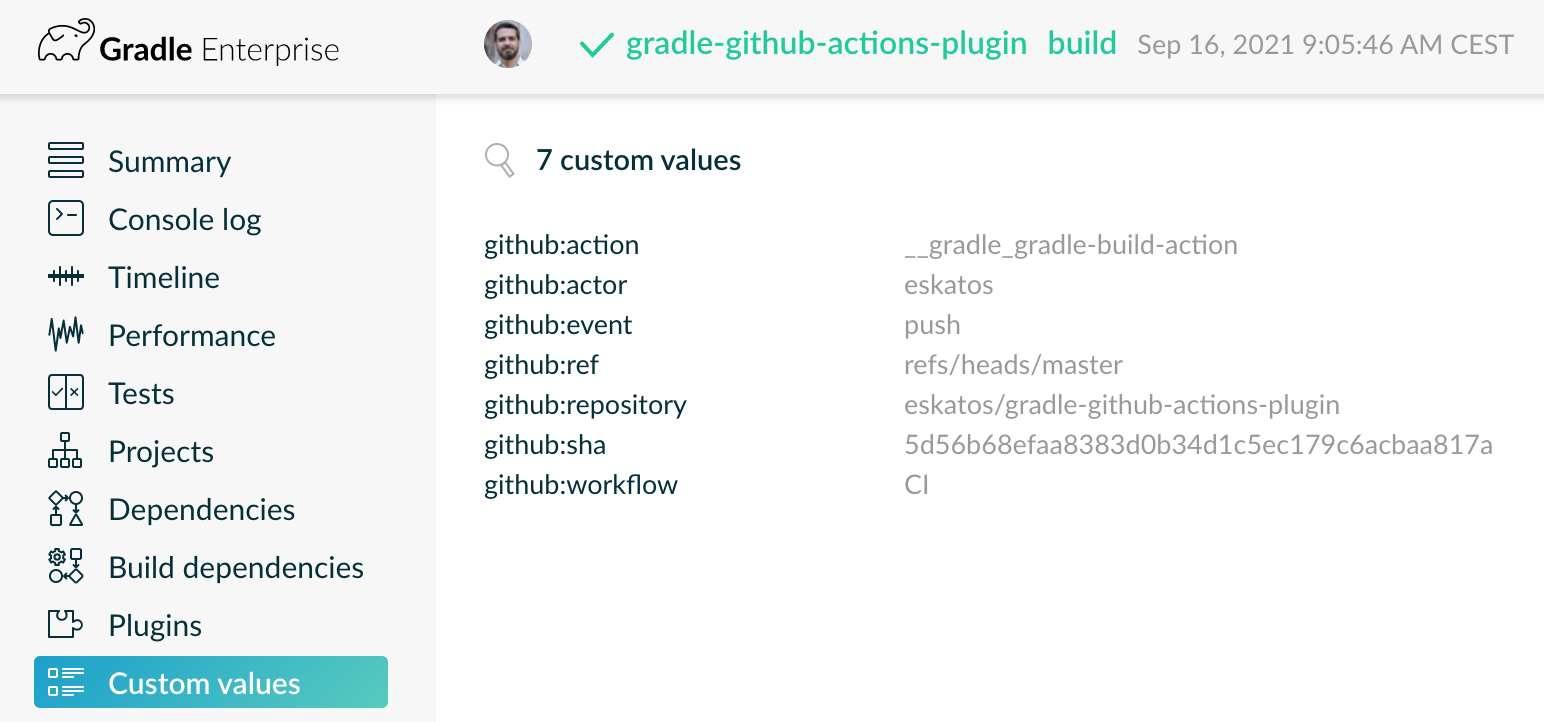 Gradle Enterprise
gradle-github-actions-plugin build Sep 16, 2021 9:05:46 AM CEST
Summary
Console log
Timeline
Performance
Tests
Projects
Dependencies
Build dependencies
Plugins
Custom values
7 custom values
github:action __gradle_gradle-build-action
github:actor eskatos
github:event push
github:ref refs/heads/master
github:repository eskatos/gradle-github-actions-plugin
github:sha 5d56b68efaa8383d0b34d1c5ec179c6acbaa817a
github:workflow CI